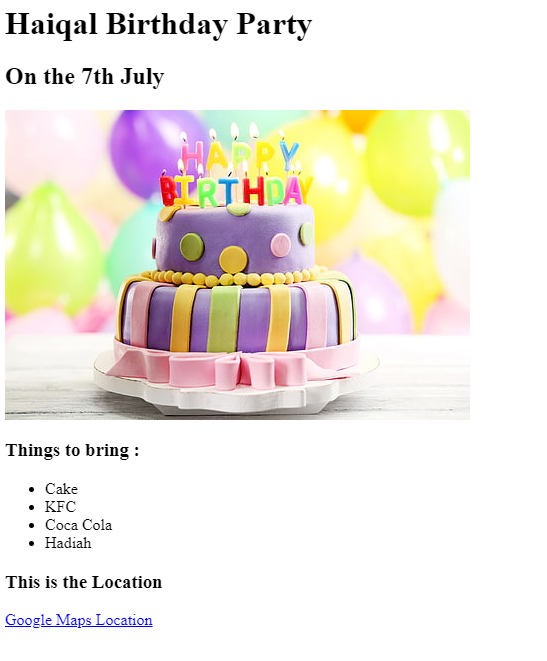 Haiqal Birthday Party
On the 7th July
HAPPY
BIRTHDAY
Things to bring :
Cake
KFC
Coca Cola
Hadiah
This is the Location
Google Maps Location